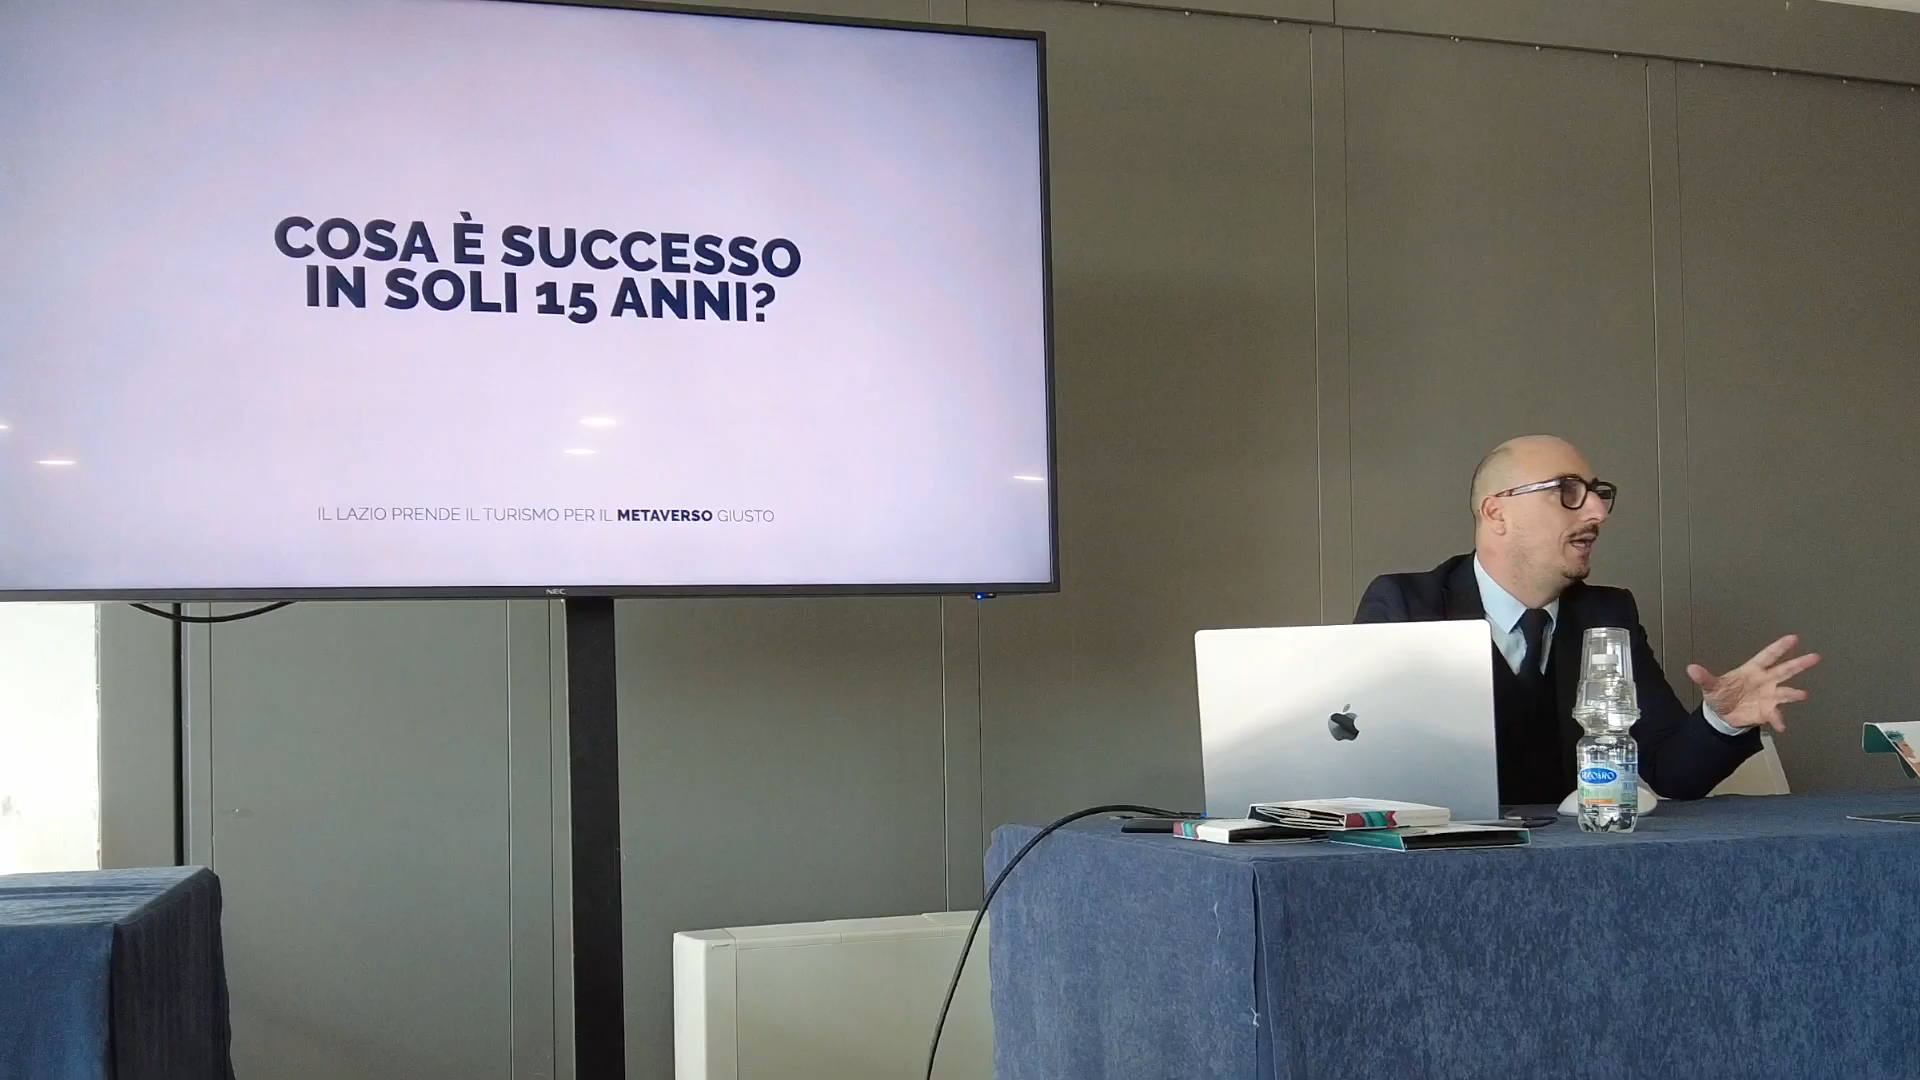 COSA È SUCCESSO
IN SOLI 15 ANNI?
IL LAZIO PRENDE IL TURISMO PER IL METAVERSO GIUSTO
NEC